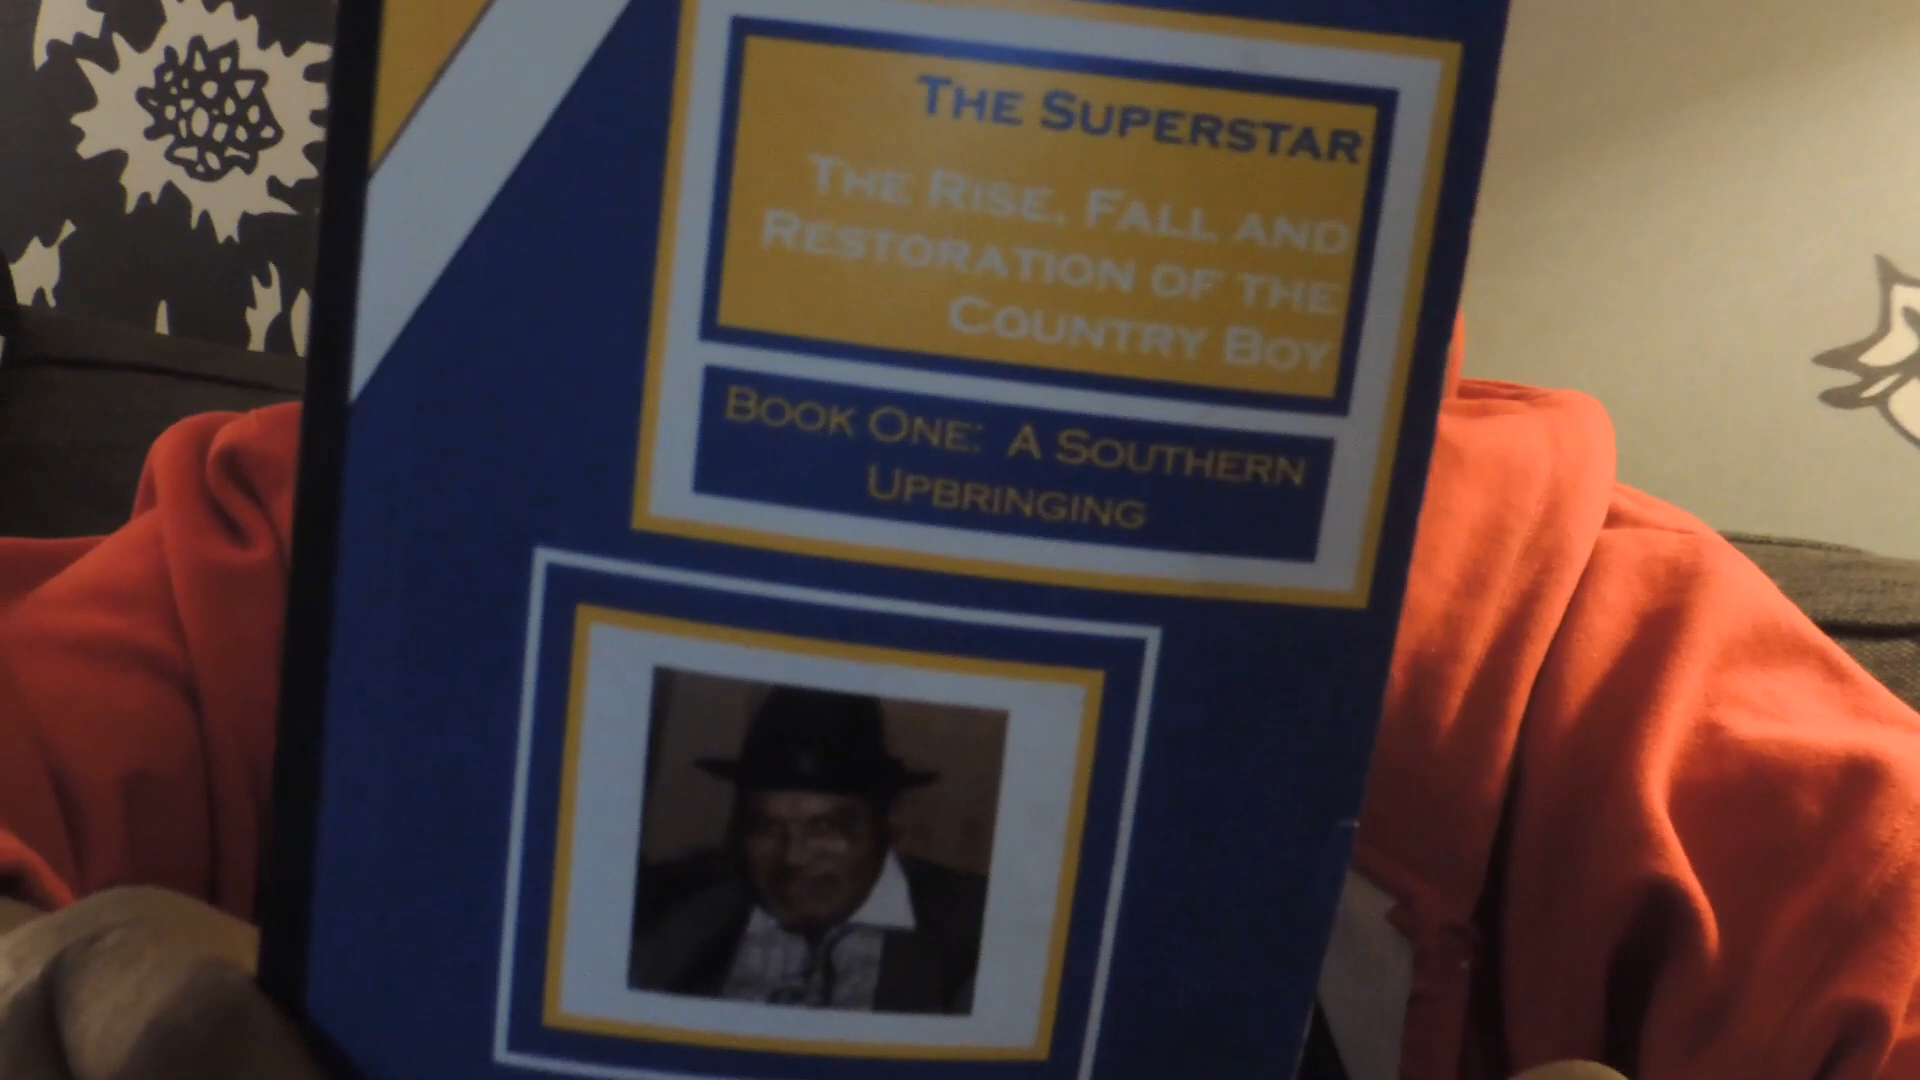 The Superstar
The Rise, Fall and
Restoration of the
Country Boy
Book One: A Southern
Upbringing